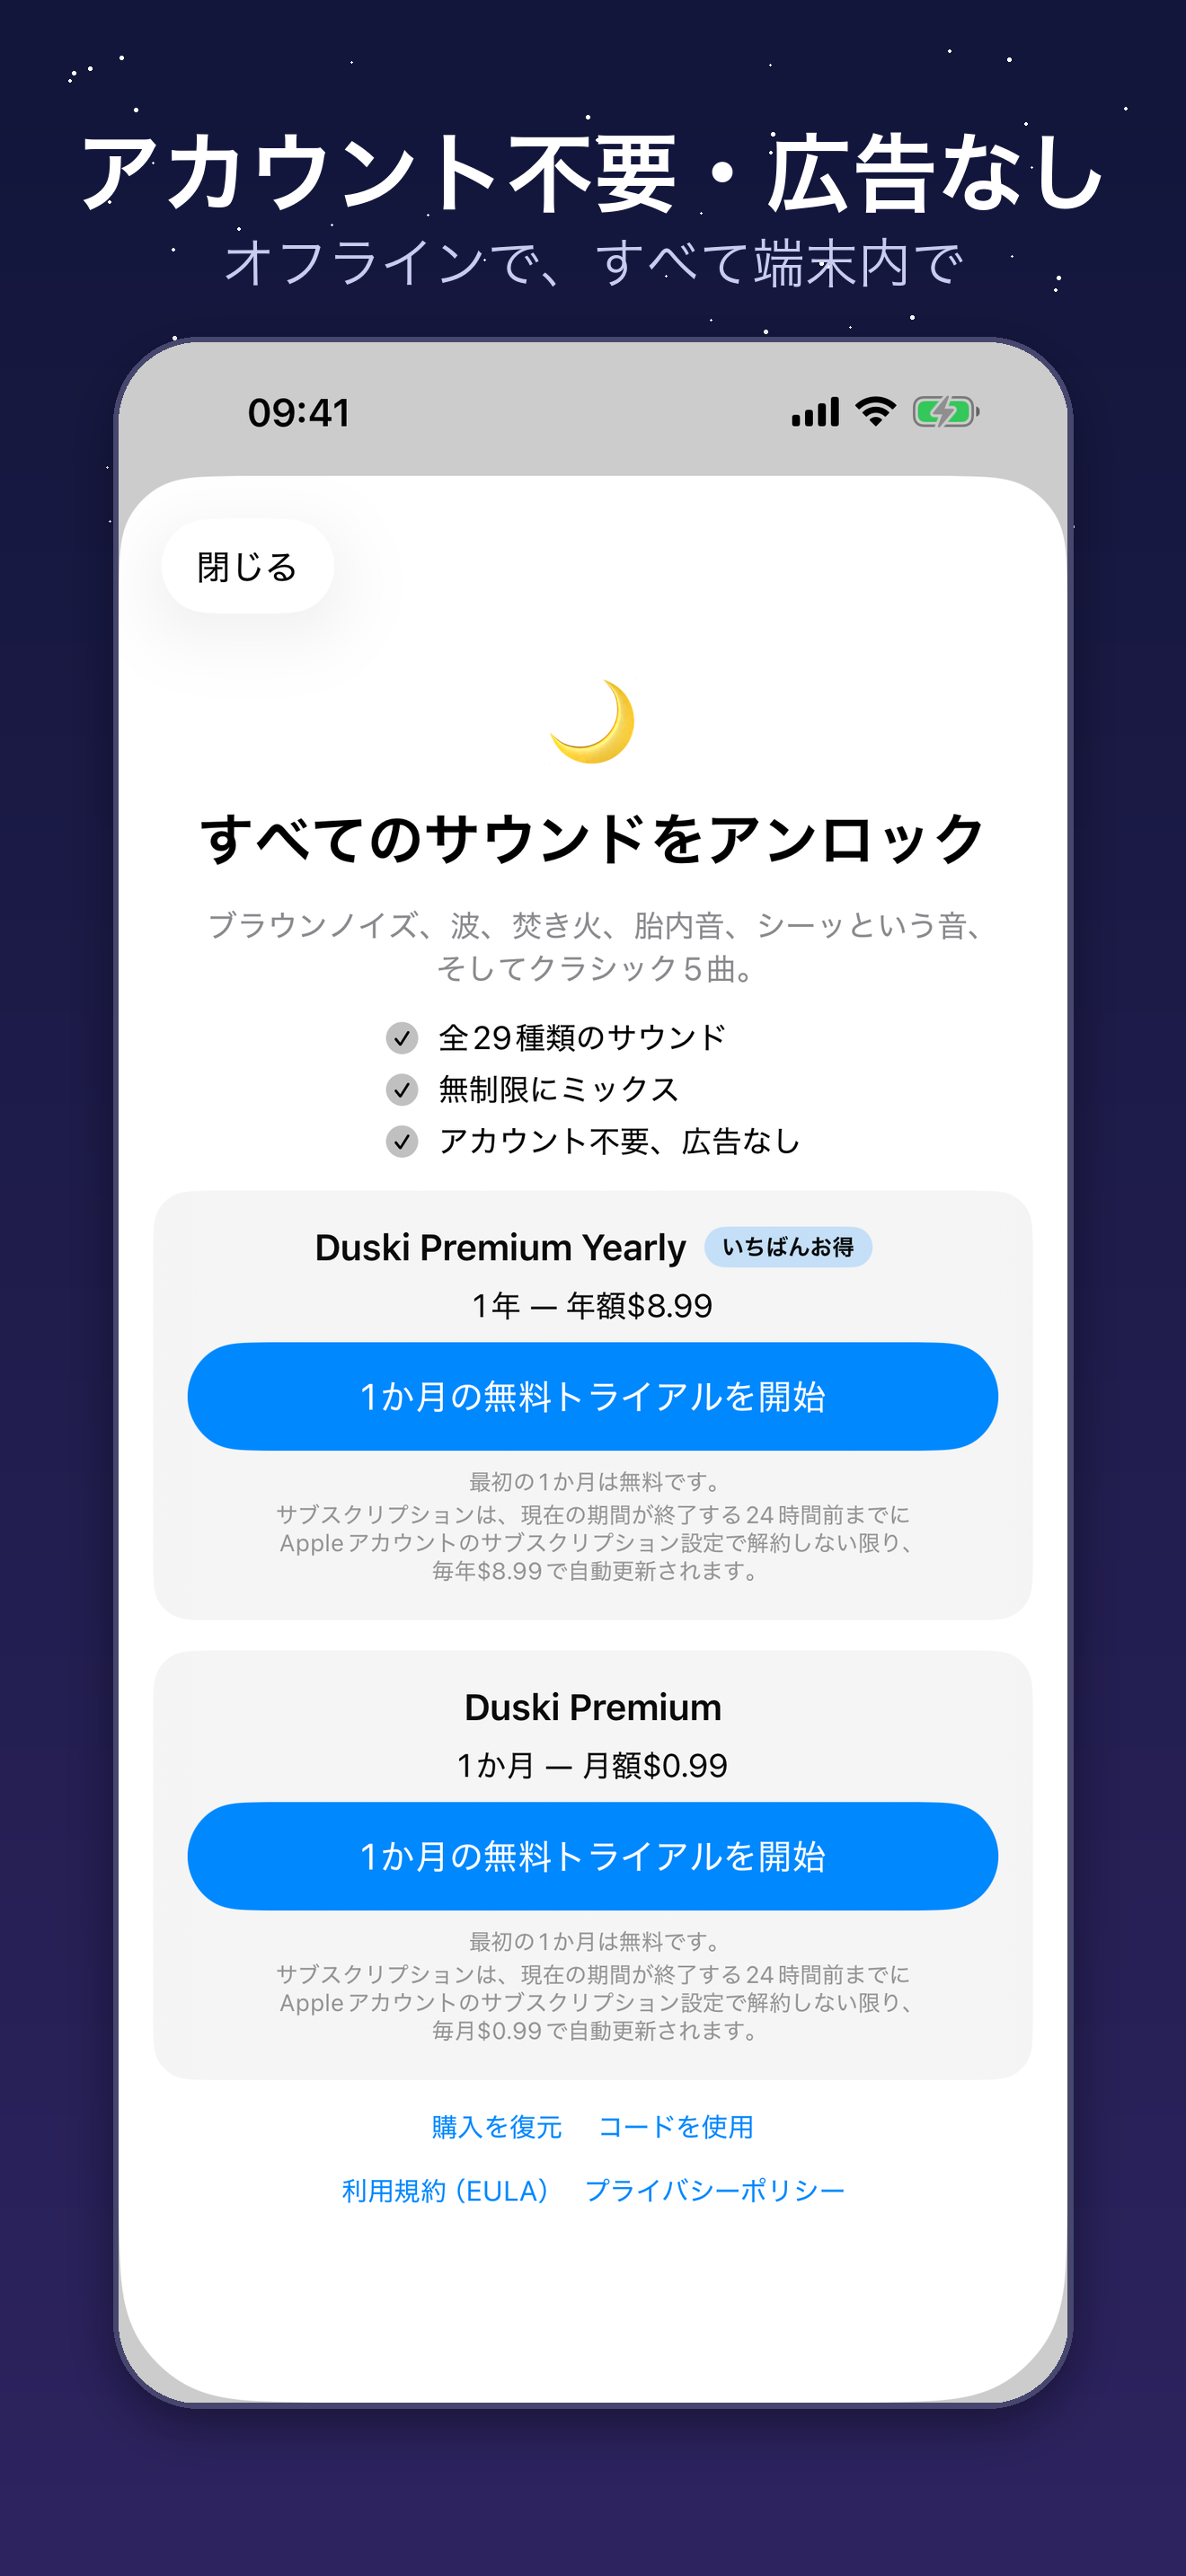 アカウント不要・広告なし
オフラインで、すべて端末内で
09:41
閉じる
すべてのサウンドをアンロック
ブラウンノイズ、波、焚き火、胎内音、シーッという音、
そしてクラシック5曲。
全29種類のサウンド
無制限にミックス
アカウント不要、広告なし
Duski Premium Yearly いちばんお得
1年 — 年額$8.99
1か月の無料トライアルを開始
最初の1か月は無料です。
サブスクリプションは、現在の期間が終了する24時間前までに
Appleアカウントのサブスクリプション設定で解約しない限り、
毎年$8.99で自動更新されます。
Duski Premium
1か月 — 月額$0.99
1か月の無料トライアルを開始
最初の1か月は無料です。
サブスクリプションは、現在の期間が終了する24時間前までに
Appleアカウントのサブスクリプション設定で解約しない限り、
毎月$0.99で自動更新されます。
購入を復元 コードを使用
利用規約（EULA） プライバシーポリシー